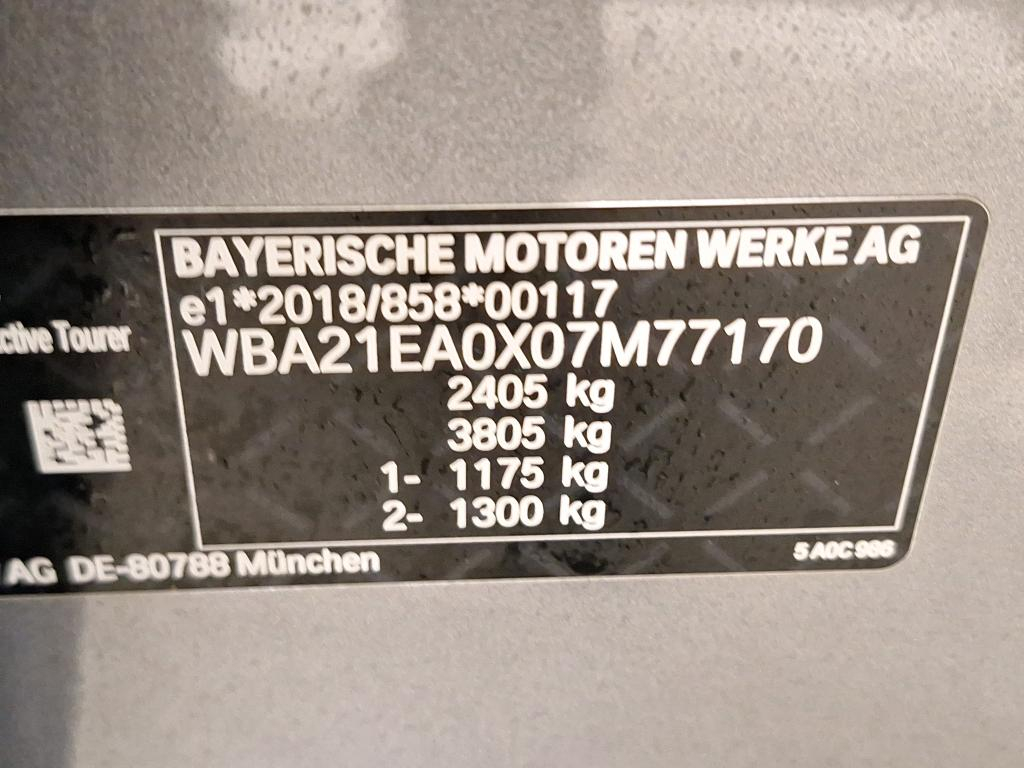 BAYERISCHE MOTOREN WERKE AG
e1*2018/858*00117
WBA21EA0X07M77170
2405 kg
3805 kg
1- 1175 kg
2- 1300 kg
ctive Tourer
AG DE-80788 München
5 A0C 986